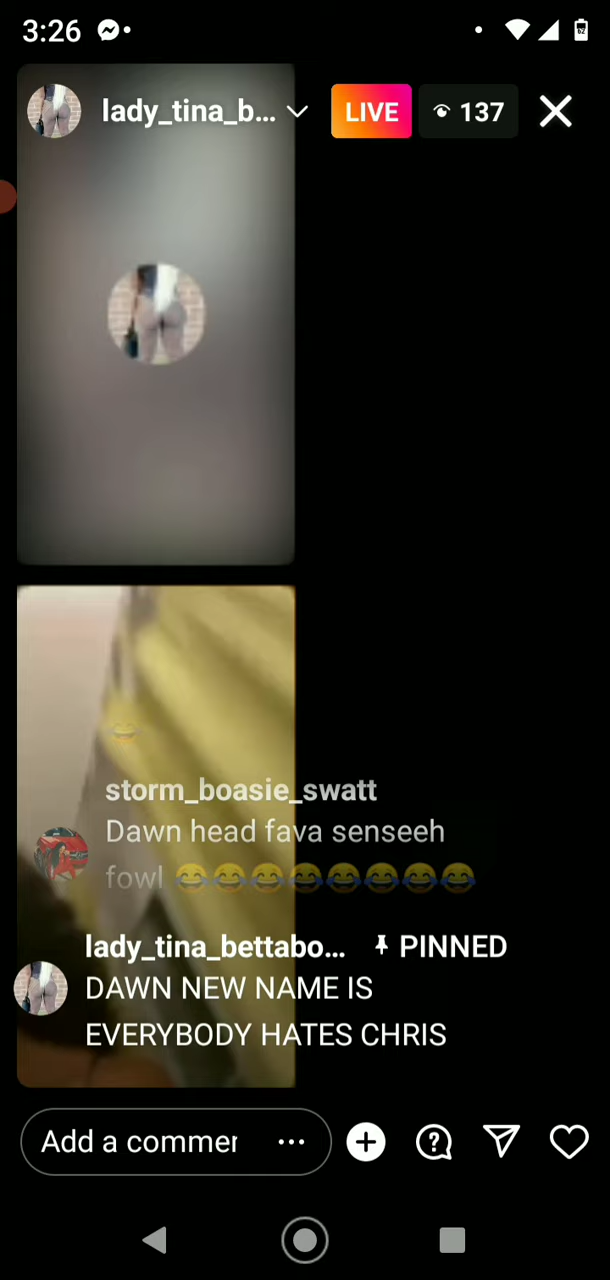 3:26
lady_tina_b...
LIVE
137
storm_boasie_swatt
Dawn head fava senseeh
fowl 😂😂😂😂😂😂😂😂
lady_tina_bettabo... PINNED
DAWN NEW NAME IS
EVERYBODY HATES CHRIS
Add a commer